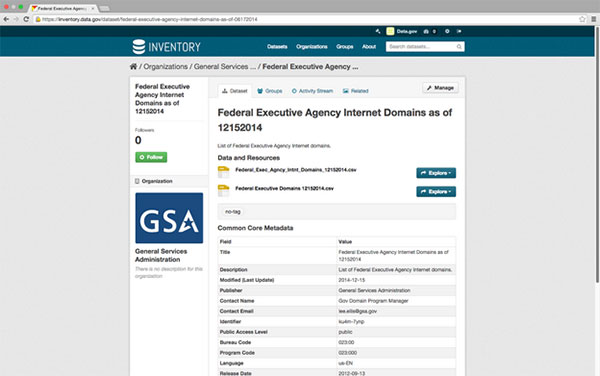 Federal Executive Agency
https://inventory.data.gov/dataset/federal-executive-agency-internet-domains-as-of-06172014
Data.gov 0
INVENTORY Datasets Organizations Groups About Search datasets...
/ Organizations / General Services ... / Federal Executive Agency ...
Federal Executive
Agency Internet
Domains as of
12152014
Followers
0
Follow
Organization
GSA
General Services
Administration
There is no description for this
organization
Dataset Groups Activity Stream Related Manage
Federal Executive Agency Internet Domains as of
12152014
List of Federal Executive Agency Internet domains.
Data and Resources
Federal_Exec_Agncy_Intnt_Domains_12152014.csv Explore
Federal Executive Domains 12152014.csv Explore
no-tag
Common Core Metadata
Field Value
Title Federal Executive Agency Internet Domains as of
12152014
Description List of Federal Executive Agency Internet domains.
Modified (Last Update) 2014-12-15
Publisher General Services Administration
Contact Name Gov Domain Program Manager
Contact Email lee.ellis@gsa.gov
Identifier ku4m-7ynp
Public Access Level public
Bureau Code 023:00
Program Code 023:000
Language us-EN
Release Date 2012-09-13